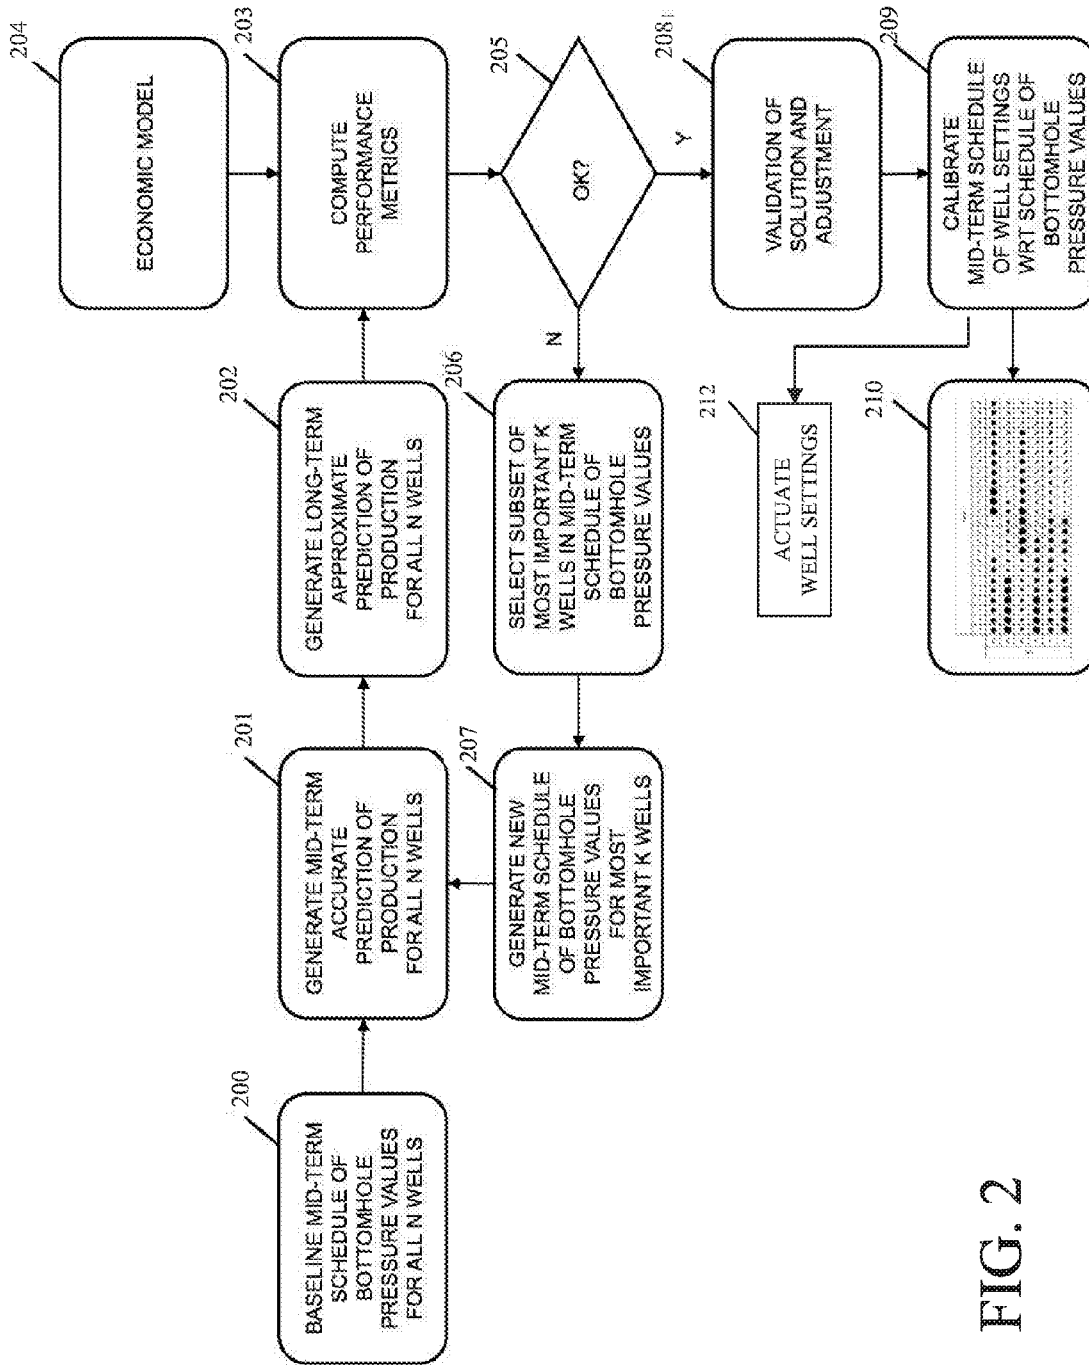 200
BASELINE MID-TERM
SCHEDULE OF
BOTTOMHOLE
PRESSURE VALUES
FOR ALL N WELLS
201
GENERATE MID-TERM
ACCURATE
PREDICTION OF
PRODUCTION
FOR ALL N WELLS
202
GENERATE LONG-TERM
APPROXIMATE
PREDICTION OF
PRODUCTION
FOR ALL N WELLS
203
COMPUTE
PERFORMANCE
METRICS
204
ECONOMIC MODEL
205
OK?
N
Y
206
SELECT SUBSET OF
MOST IMPORTANT K
WELLS IN MID-TERM
SCHEDULE OF
BOTTOMHOLE
PRESSURE VALUES
207
GENERATE NEW
MID-TERM SCHEDULE
OF BOTTOMHOLE
PRESSURE VALUES
FOR MOST
IMPORTANT K WELLS
208
VALIDATION OF
SOLUTION AND
ADJUSTMENT
209
CALIBRATE
MID-TERM SCHEDULE
OF WELL SETTINGS
WRT SCHEDULE OF
BOTTOMHOLE
PRESSURE VALUES
212
ACTUATE
WELL SETTINGS
210
FIG. 2